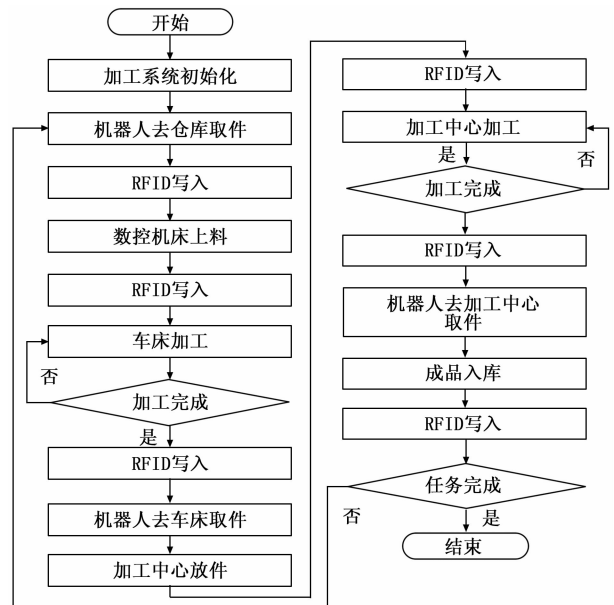 开始
加工系统初始化
机器人去仓库取件
RFID写入
数控机床上料
RFID写入
车床加工
否
加工完成
是
RFID写入
机器人去车床取件
加工中心放件
RFID写入
加工中心加工
是
否
加工完成
RFID写入
机器人去加工中心
取件
成品入库
RFID写入
任务完成
否
是
结束